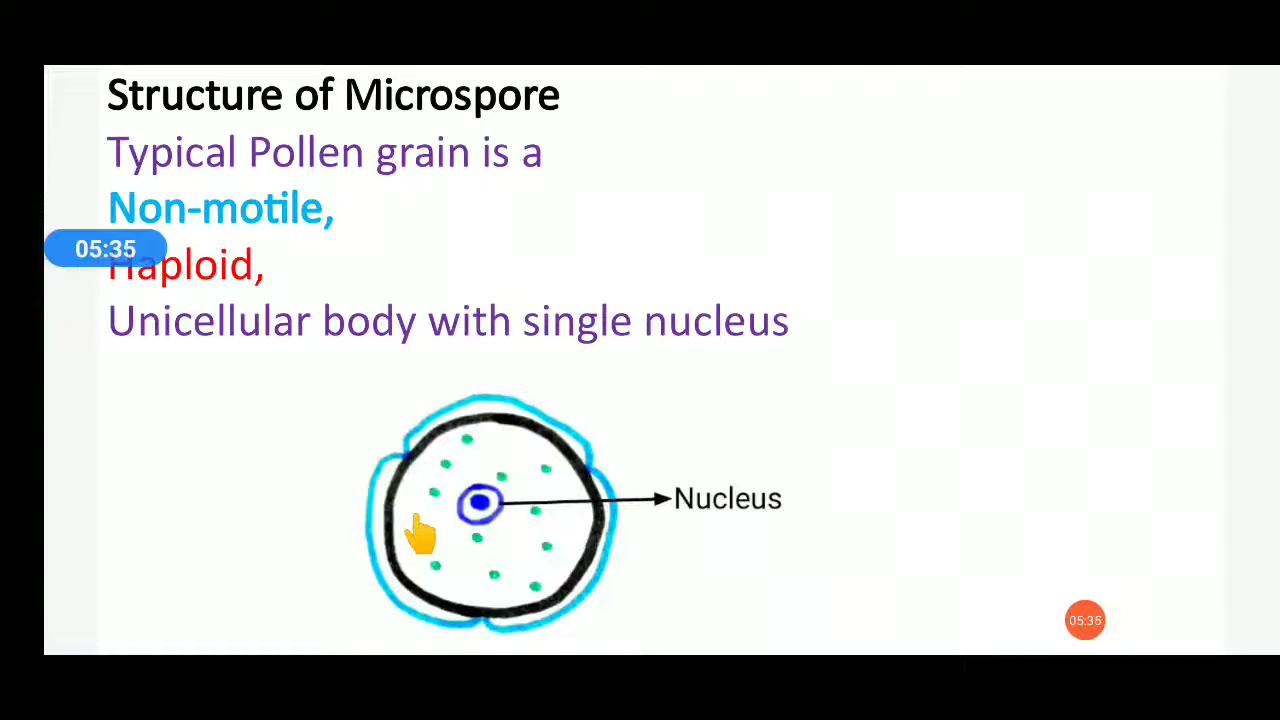 Structure of Microspore
Typical Pollen grain is a
Non-motile,
05:35
Haploid,
Unicellular body with single nucleus
Nucleus
05:35